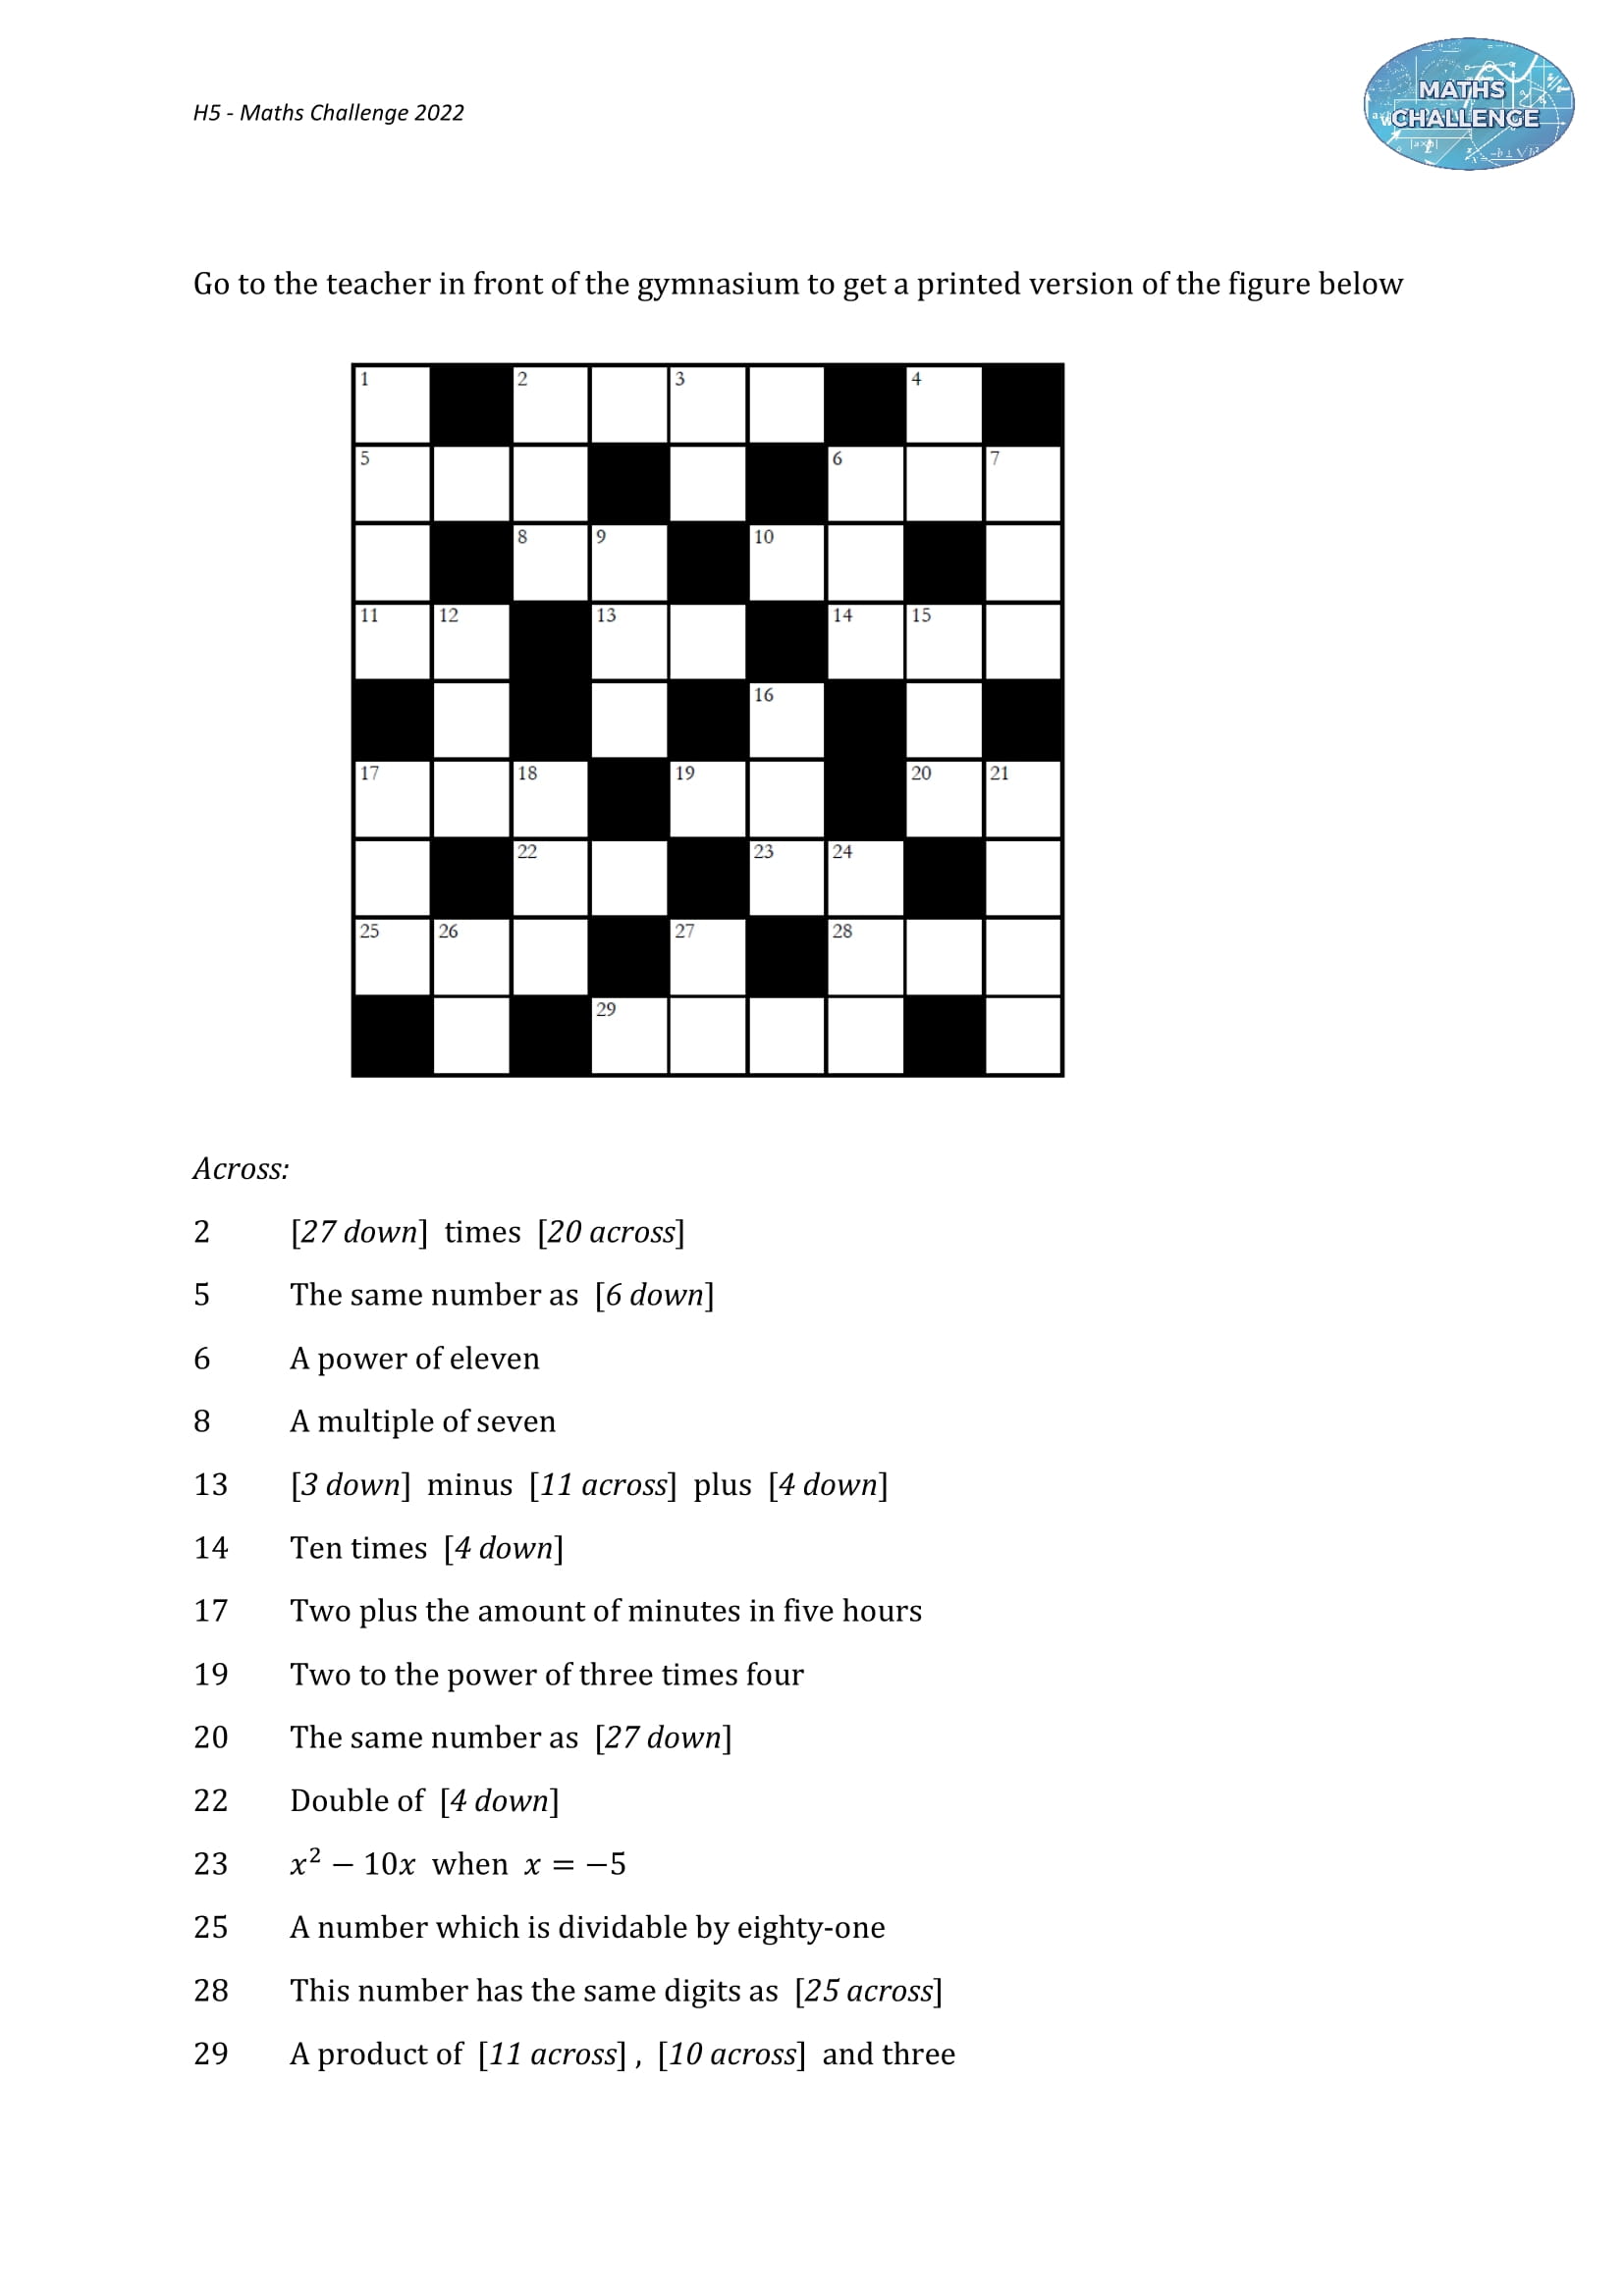 H5 - Maths Challenge 2022
MATHS
CHALLENGE
Go to the teacher in front of the gymnasium to get a printed version of the figure below
1 2 3 4
5 6 7
8 9 10
11 12 13 14 15
16
17 18 19 20 21
22 23 24
25 26 27 28
29
Across:
2 [27 down] times [20 across]
5 The same number as [6 down]
6 A power of eleven
8 A multiple of seven
13 [3 down] minus [11 across] plus [4 down]
14 Ten times [4 down]
17 Two plus the amount of minutes in five hours
19 Two to the power of three times four
20 The same number as [27 down]
22 Double of [4 down]
23 x² − 10x when x = −5
25 A number which is dividable by eighty-one
28 This number has the same digits as [25 across]
29 A product of [11 across] , [10 across] and three